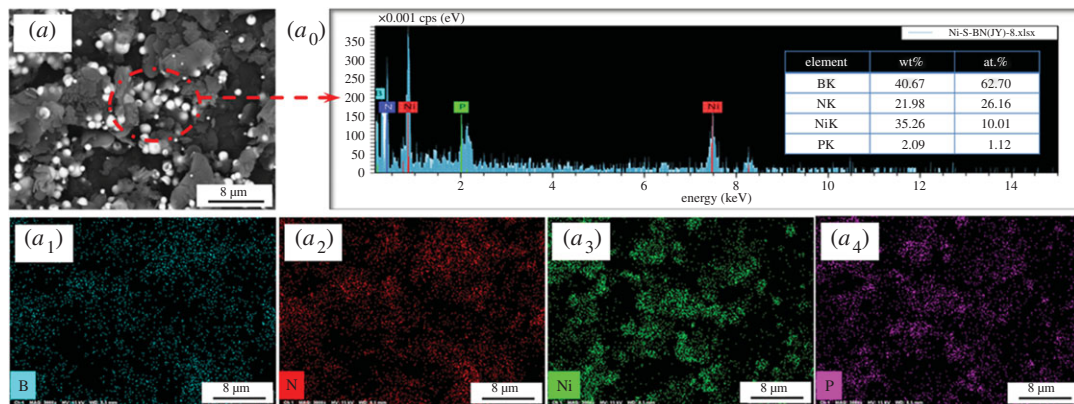 (a)
8 µm
(a0)
×0.001 cps (eV)
350
300
250
200
150
100
50
0
B
N
Ni
P
Ni
2
4
6
8
10
12
14
energy (keV)
Ni-S-BN(JY)-8.xlsx
element wt% at.%
BK 40.67 62.70
NK 21.98 26.16
NiK 35.26 10.01
PK 2.09 1.12
(a1)
B
8 µm
(a2)
N
8 µm
(a3)
Ni
8 µm
(a4)
P
8 µm